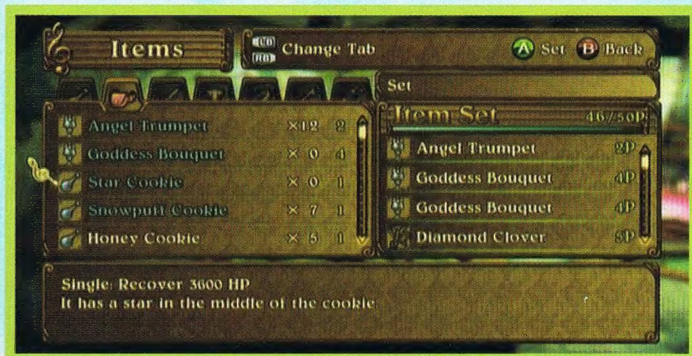 Items
LB
RB
Change Tab
A Set B Back
Set
Angel Trumpet ×12 2
Goddess Bouquet × 0 4
Star Cookie × 0 1
Snowpuff Cookie × 7 1
Honey Cookie × 5 1
Item Set 46/50P
Angel Trumpet 2P
Goddess Bouquet 4P
Goddess Bouquet 4P
Diamond Clover 5P
Single: Recover 3600 HP
It has a star in the middle of the cookie